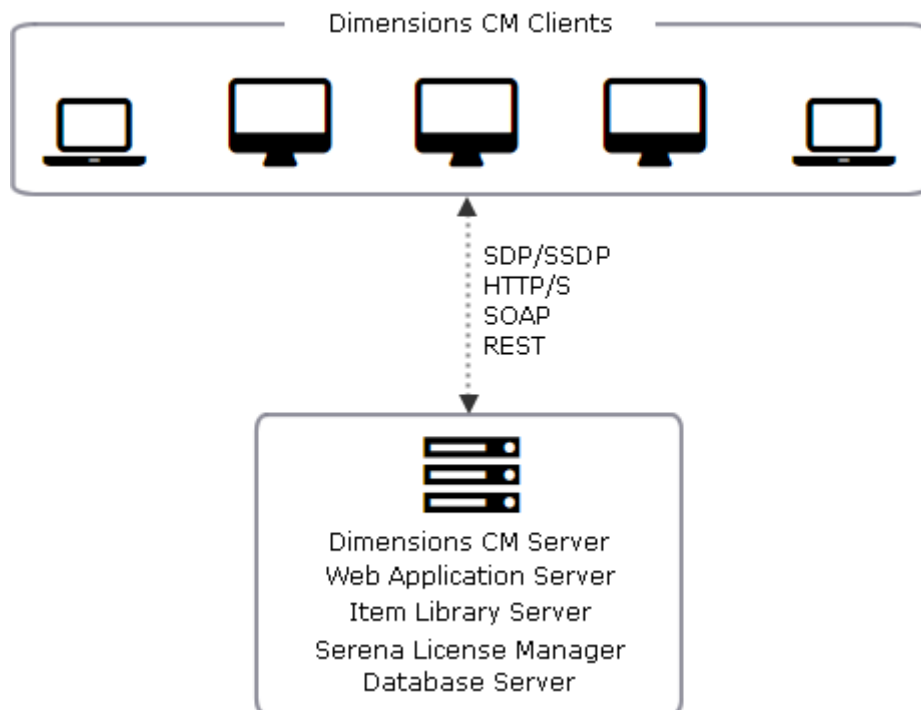 Dimensions CM Clients
SDP/SSDP
HTTP/S
SOAP
REST
Dimensions CM Server
Web Application Server
Item Library Server
Serena License Manager
Database Server